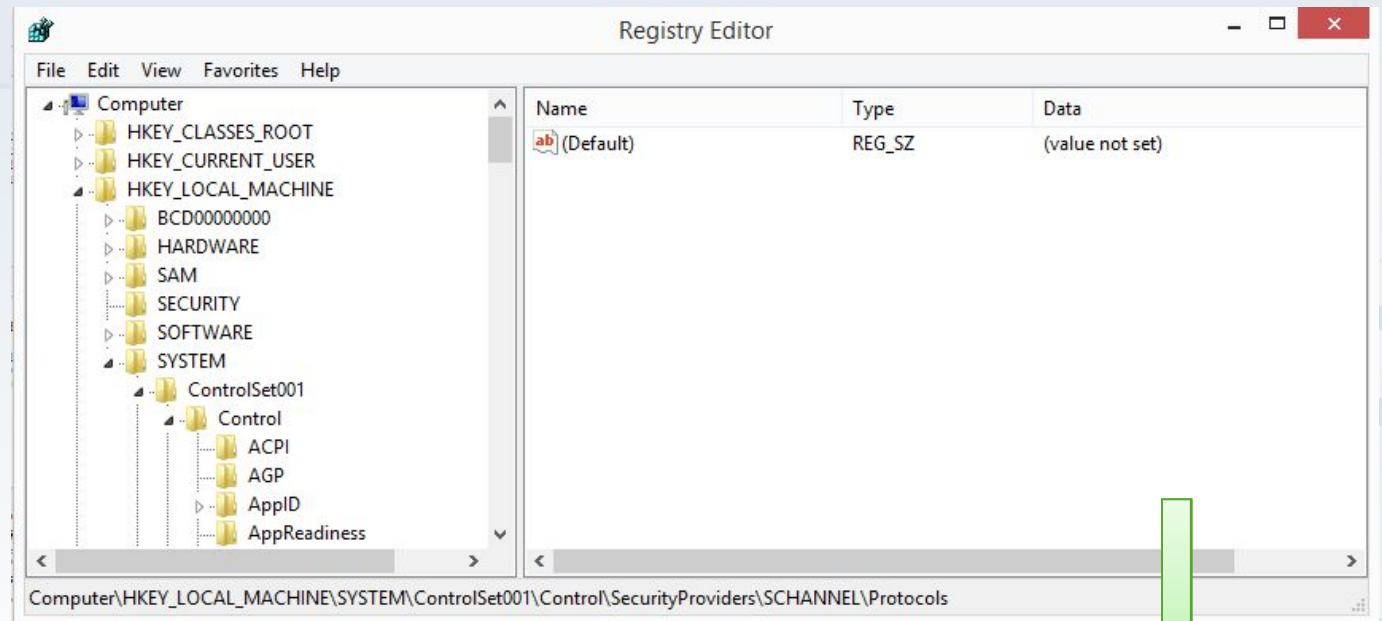 Registry Editor
File Edit View Favorites Help
Computer
HKEY_CLASSES_ROOT
HKEY_CURRENT_USER
HKEY_LOCAL_MACHINE
BCD00000000
HARDWARE
SAM
SECURITY
SOFTWARE
SYSTEM
ControlSet001
Control
ACPI
AGP
AppID
AppReadiness
Name Type Data
ab (Default) REG_SZ (value not set)
Computer\HKEY_LOCAL_MACHINE\SYSTEM\ControlSet001\Control\SecurityProviders\SCHANNEL\Protocols